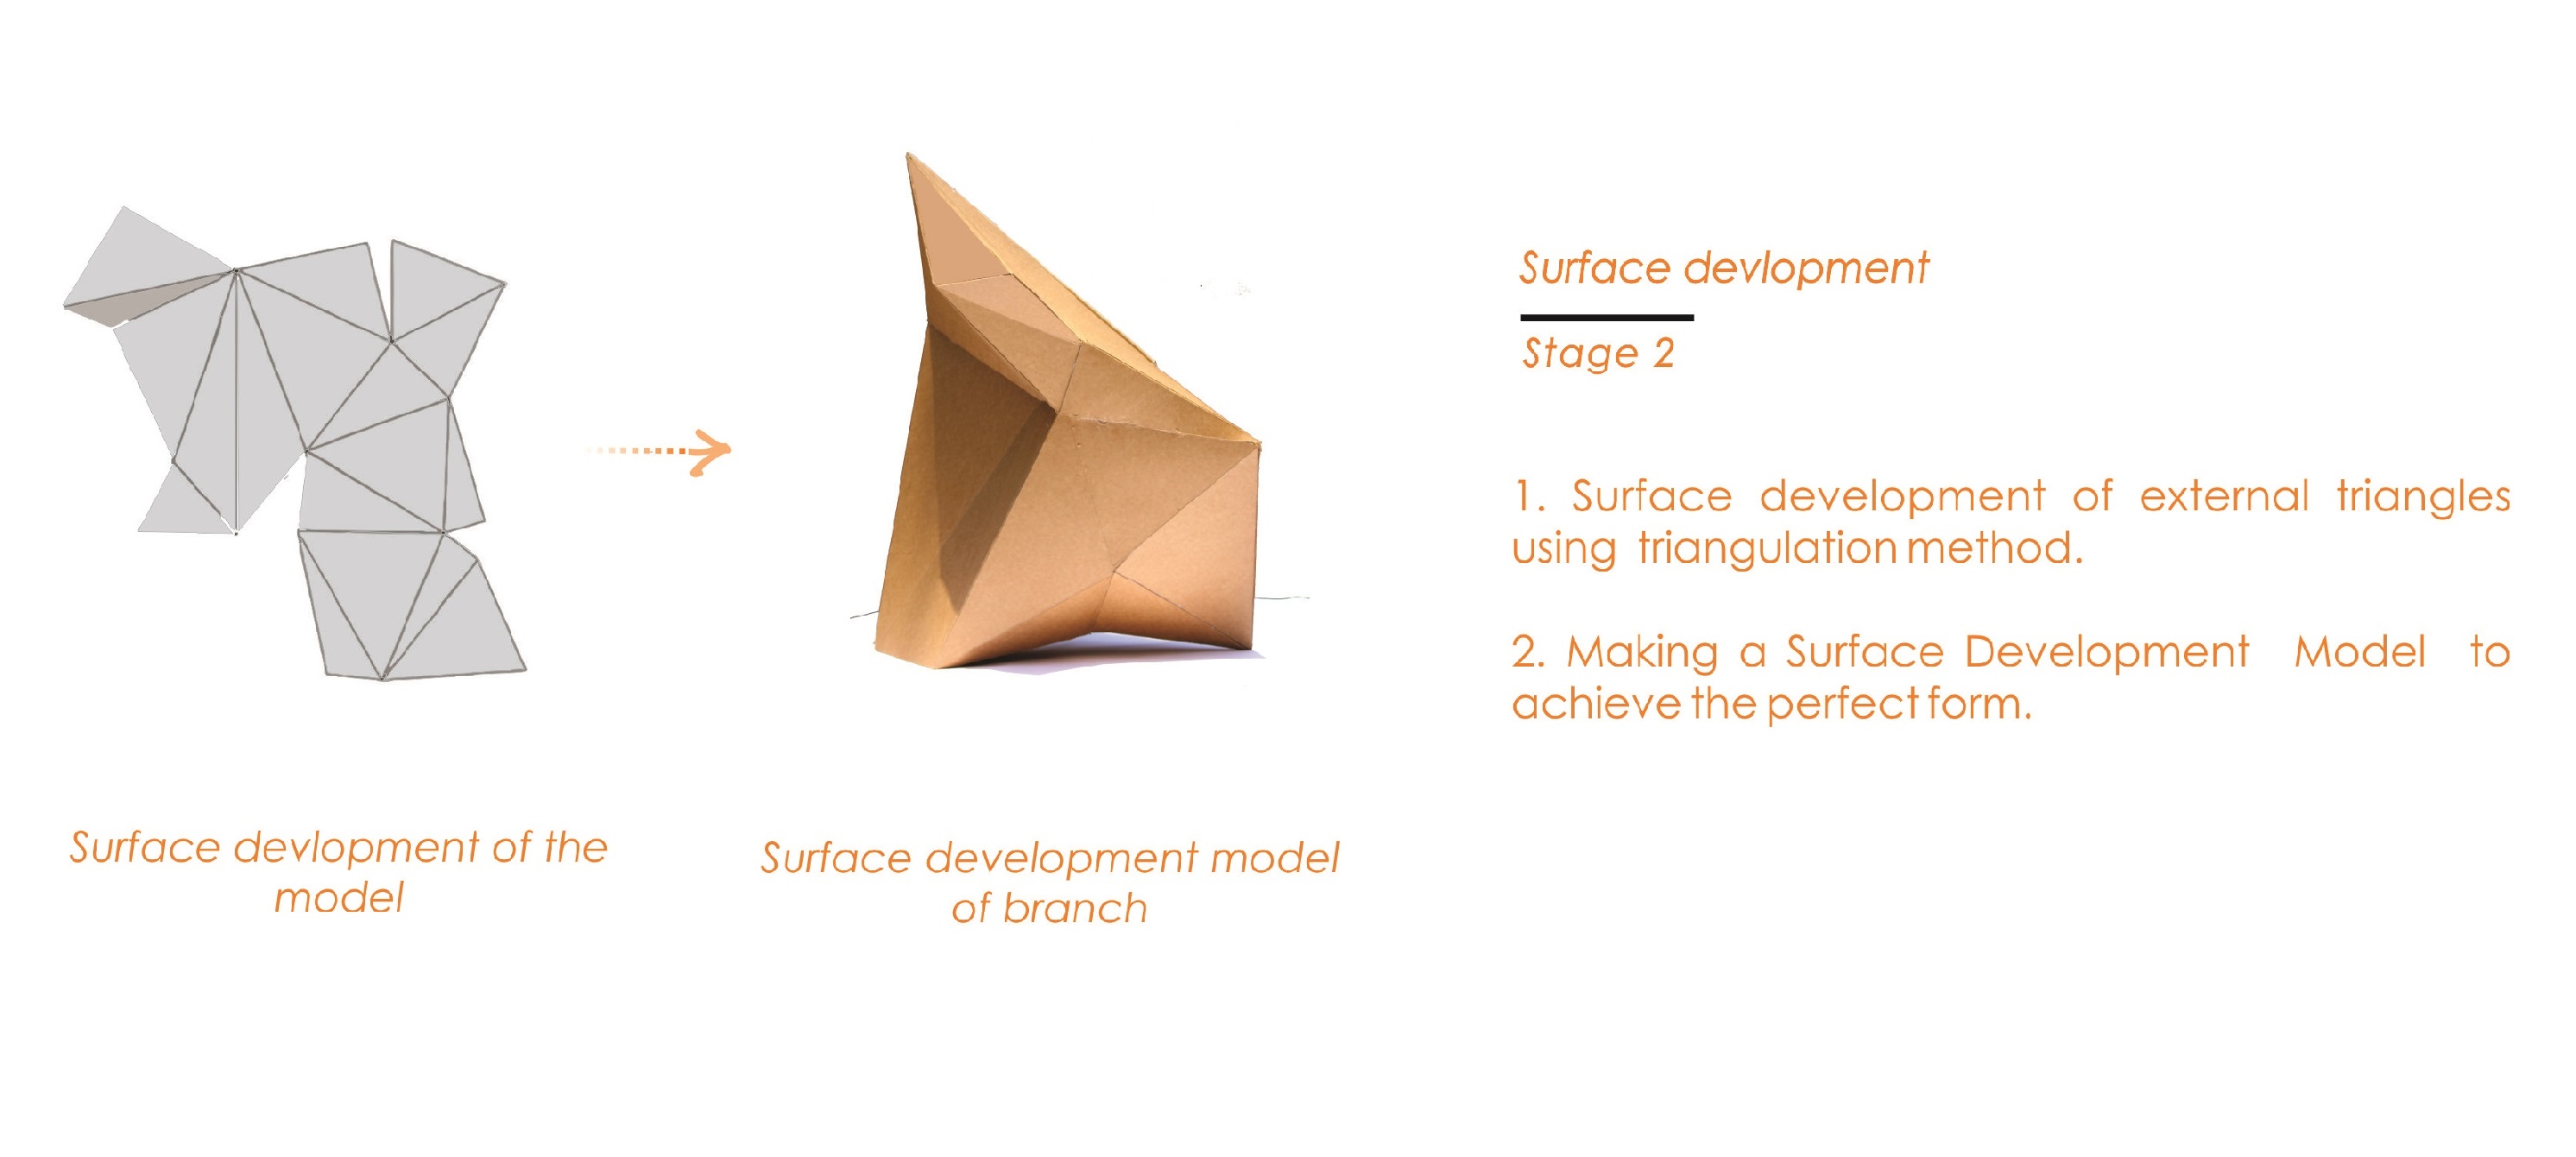 Surface devlopment
Stage 2
1. Surface development of external triangles
using triangulation method.
2. Making a Surface Development Model to
achieve the perfect form.
Surface devlopment of the
model
Surface development model
of branch